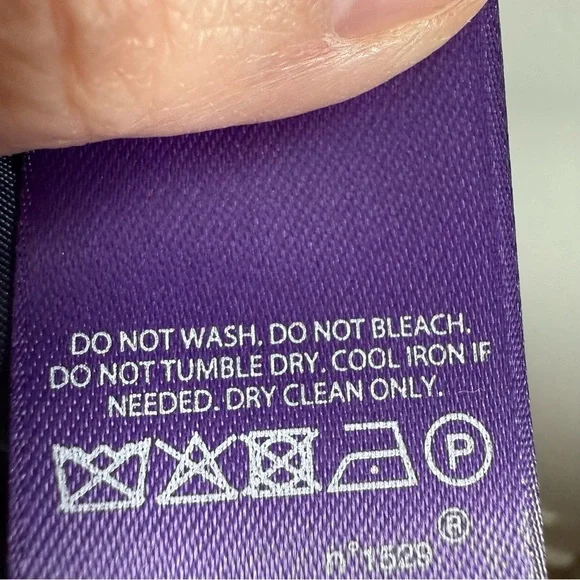 DO NOT WASH. DO NOT BLEACH.
DO NOT TUMBLE DRY. COOL IRON IF
NEEDED. DRY CLEAN ONLY.
P
n°1529 ®